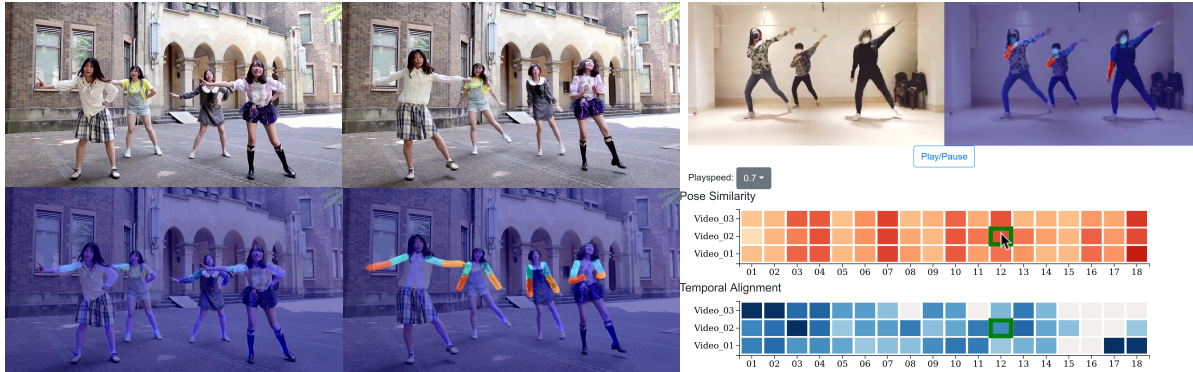 Play/Pause
Playspeed: 0.7
Pose Similarity
Video_03
Video_02
Video_01
01 02 03 04 05 06 07 08 09 10 11 12 13 14 15 16 17 18
Temporal Alignment
Video_03
Video_02
Video_01
01 02 03 04 05 06 07 08 09 10 11 12 13 14 15 16 17 18